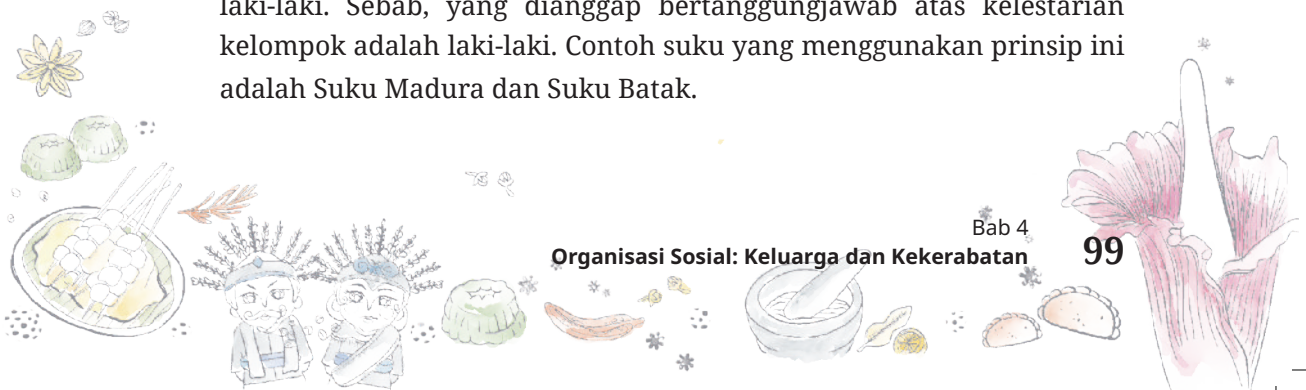 laki-laki. Sebab, yang dianggap bertanggungjawab atas kelestarian
kelompok adalah laki-laki. Contoh suku yang menggunakan prinsip ini
adalah Suku Madura dan Suku Batak.
Bab 4
Organisasi Sosial: Keluarga dan Kekerabatan
99